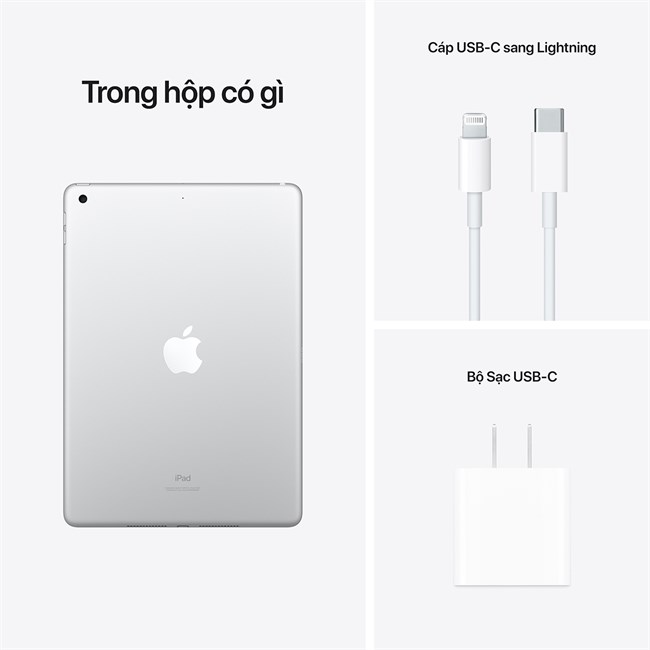 Trong hộp có gì
iPad
Cáp USB-C sang Lightning
Bộ Sạc USB-C